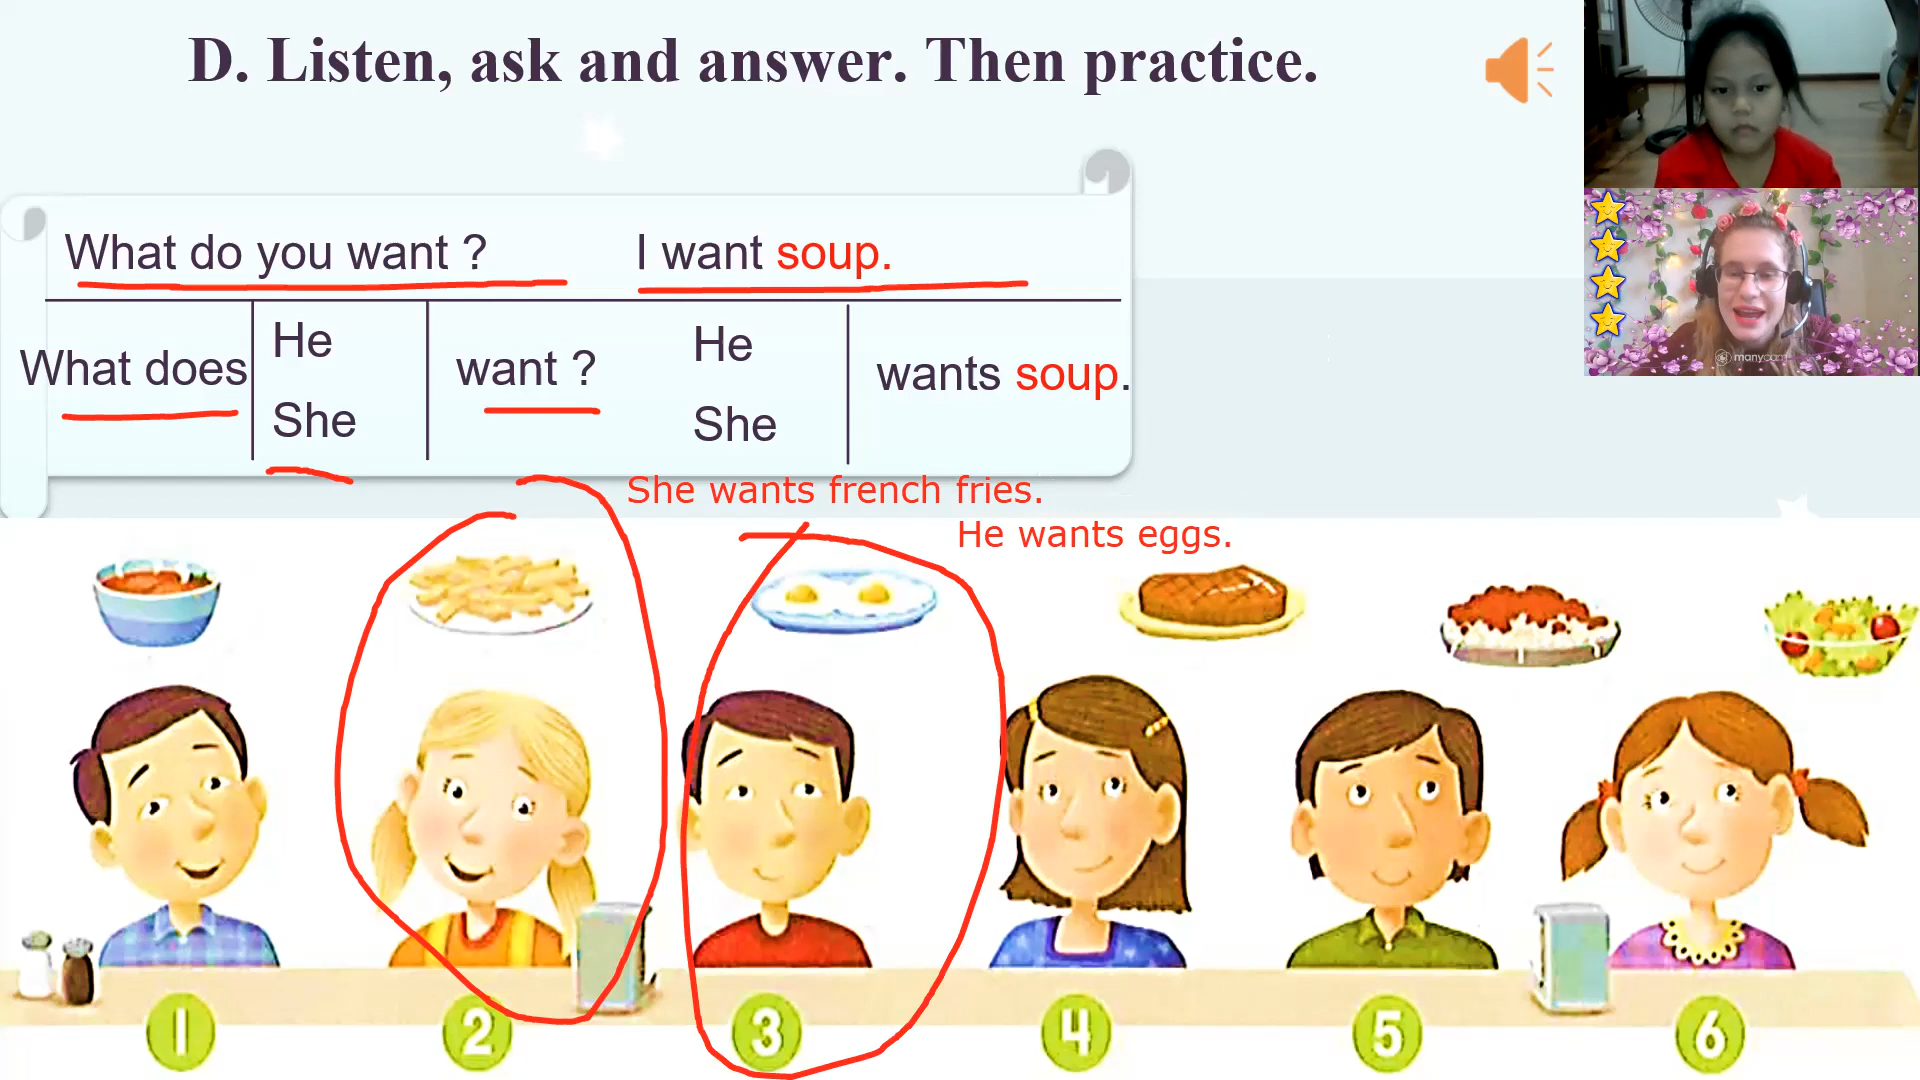 D. Listen, ask and answer. Then practice.
What do you want ? I want soup.
What does He She want ? He She wants soup.
She wants french fries.
He wants eggs.
manycam
1 2 3 4 5 6